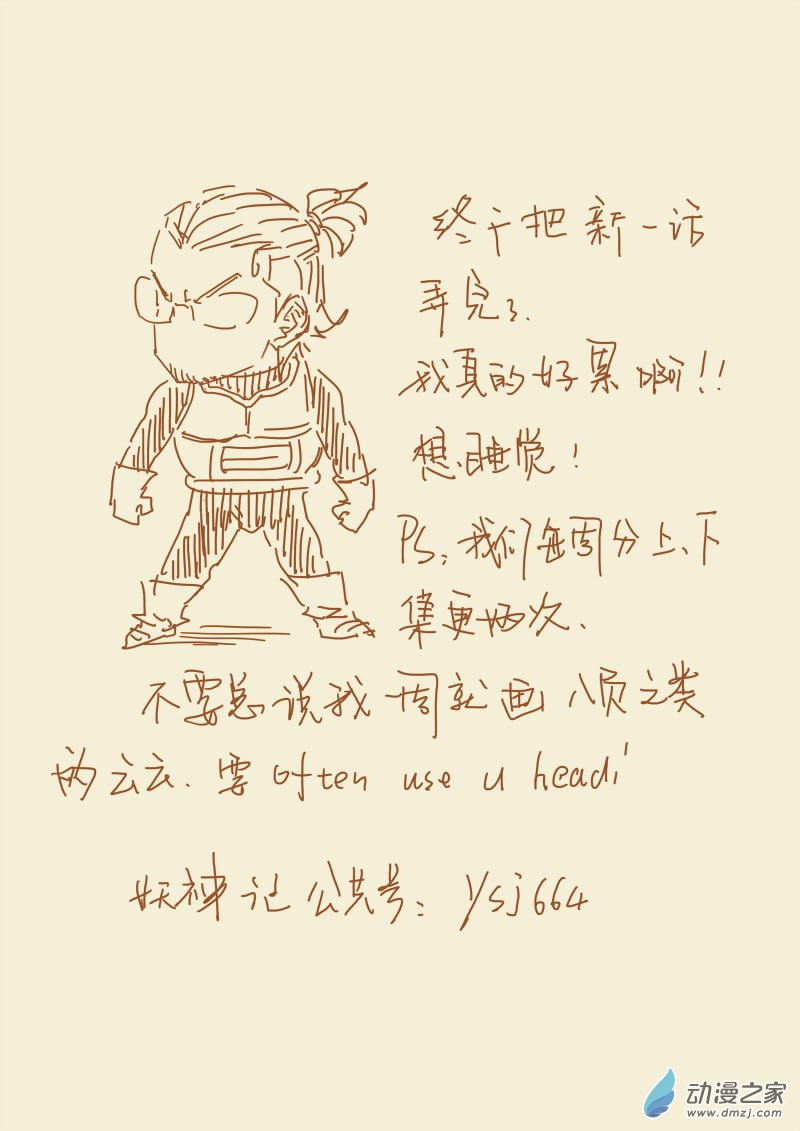 终于把新一话
弄完了.
我真的好累啊!!
想睡觉!
PS:我们每周分上、下
集更两次、
不要总说我一周就画八页之类
的云云.要often use u head!
妖神记公共号:ysj664
动漫之家
www.dmzj.com